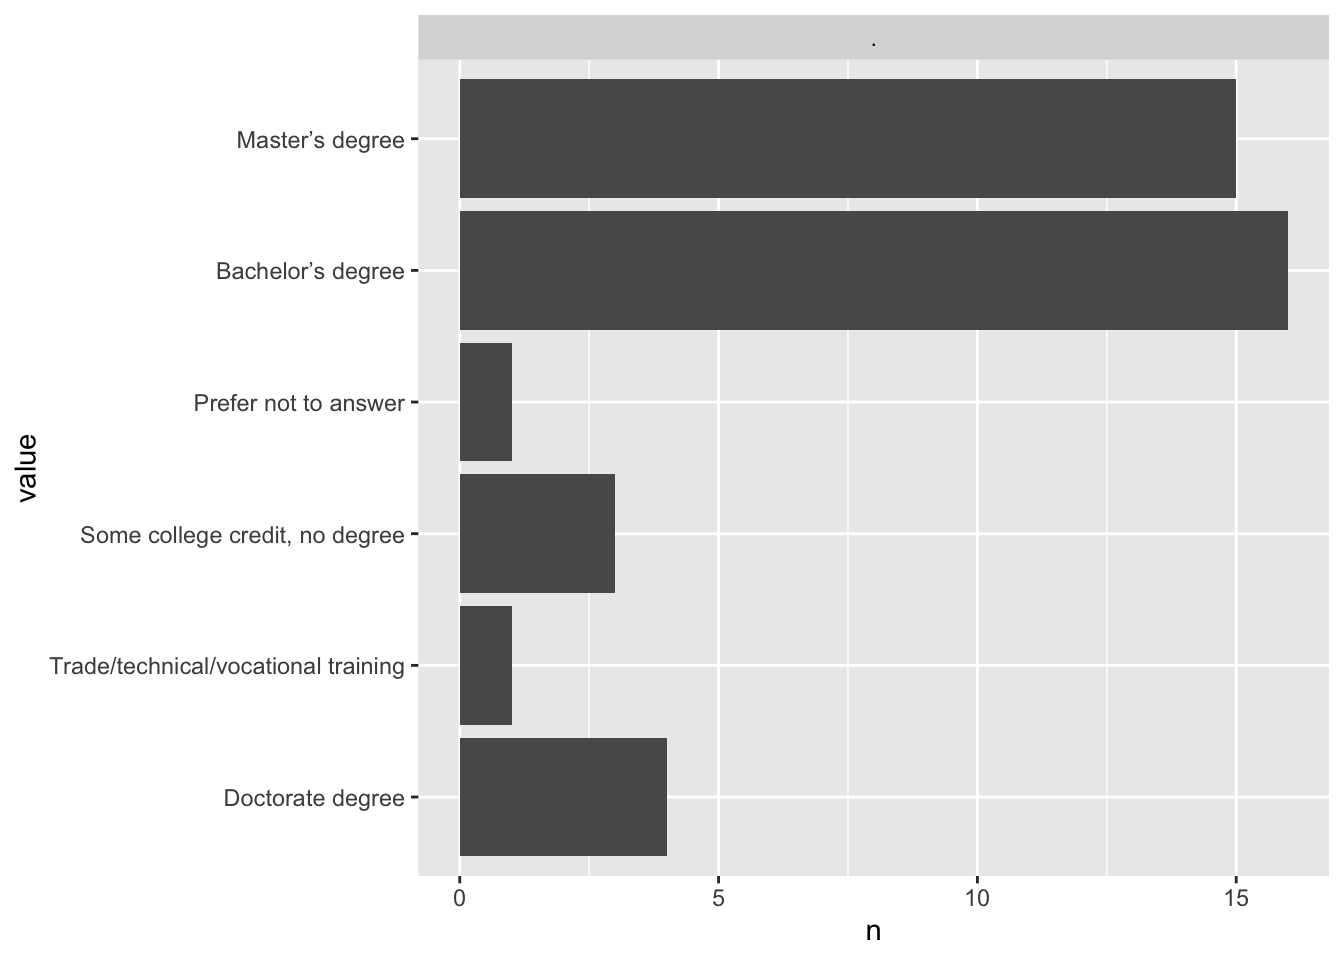 .
Master’s degree
Bachelor’s degree
Prefer not to answer
Some college credit, no degree
Trade/technical/vocational training
Doctorate degree
value
0 5 10 15
n